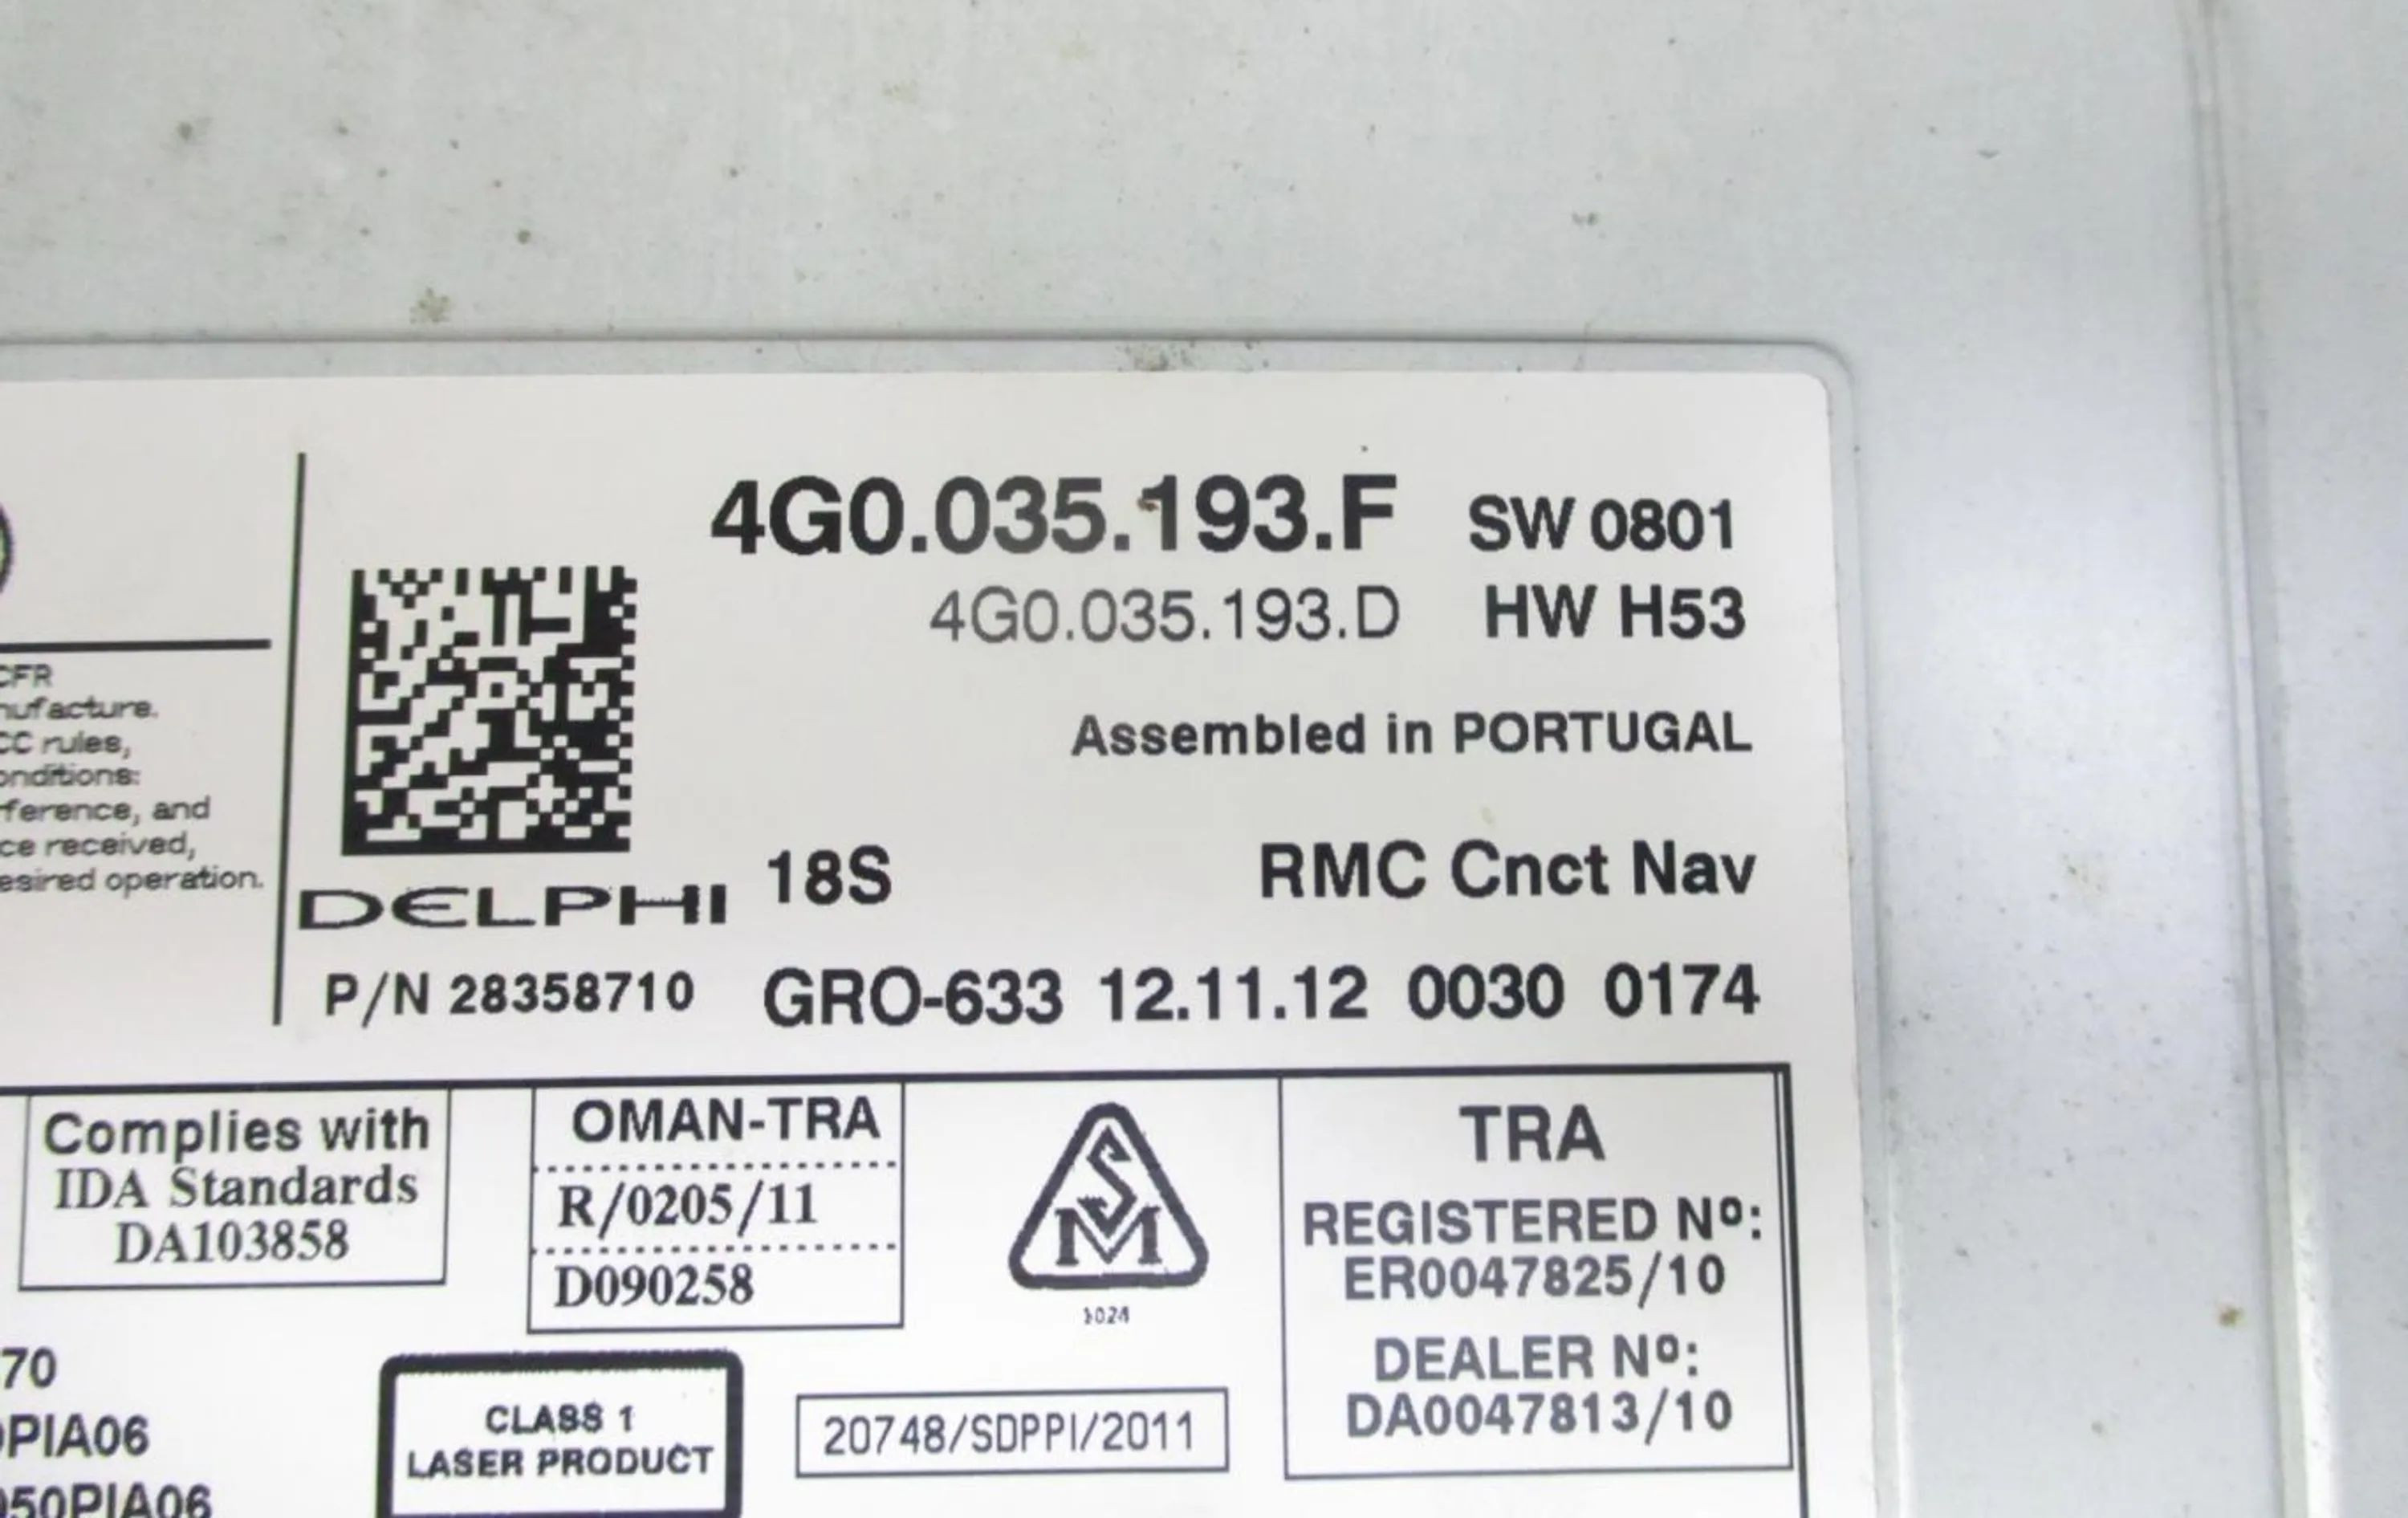 4G0.035.193.F SW 0801
4G0.035.193.D HW H53
Assembled in PORTUGAL
CFR
nufacture.
CC rules,
onditions:
ference, and
ce received,
esired operation.
DELPHI 18S RMC Cnct Nav
P/N 28358710 GRO-633 12.11.12 0030 0174
Complies with
IDA Standards
DA103858
OMAN-TRA
R/0205/11
D090258
S
M
TRA
REGISTERED Nº:
ER0047825/10
DEALER Nº:
DA0047813/10
70
PIA06
50PIA06
CLASS 1
LASER PRODUCT
20748/SDPPI/2011